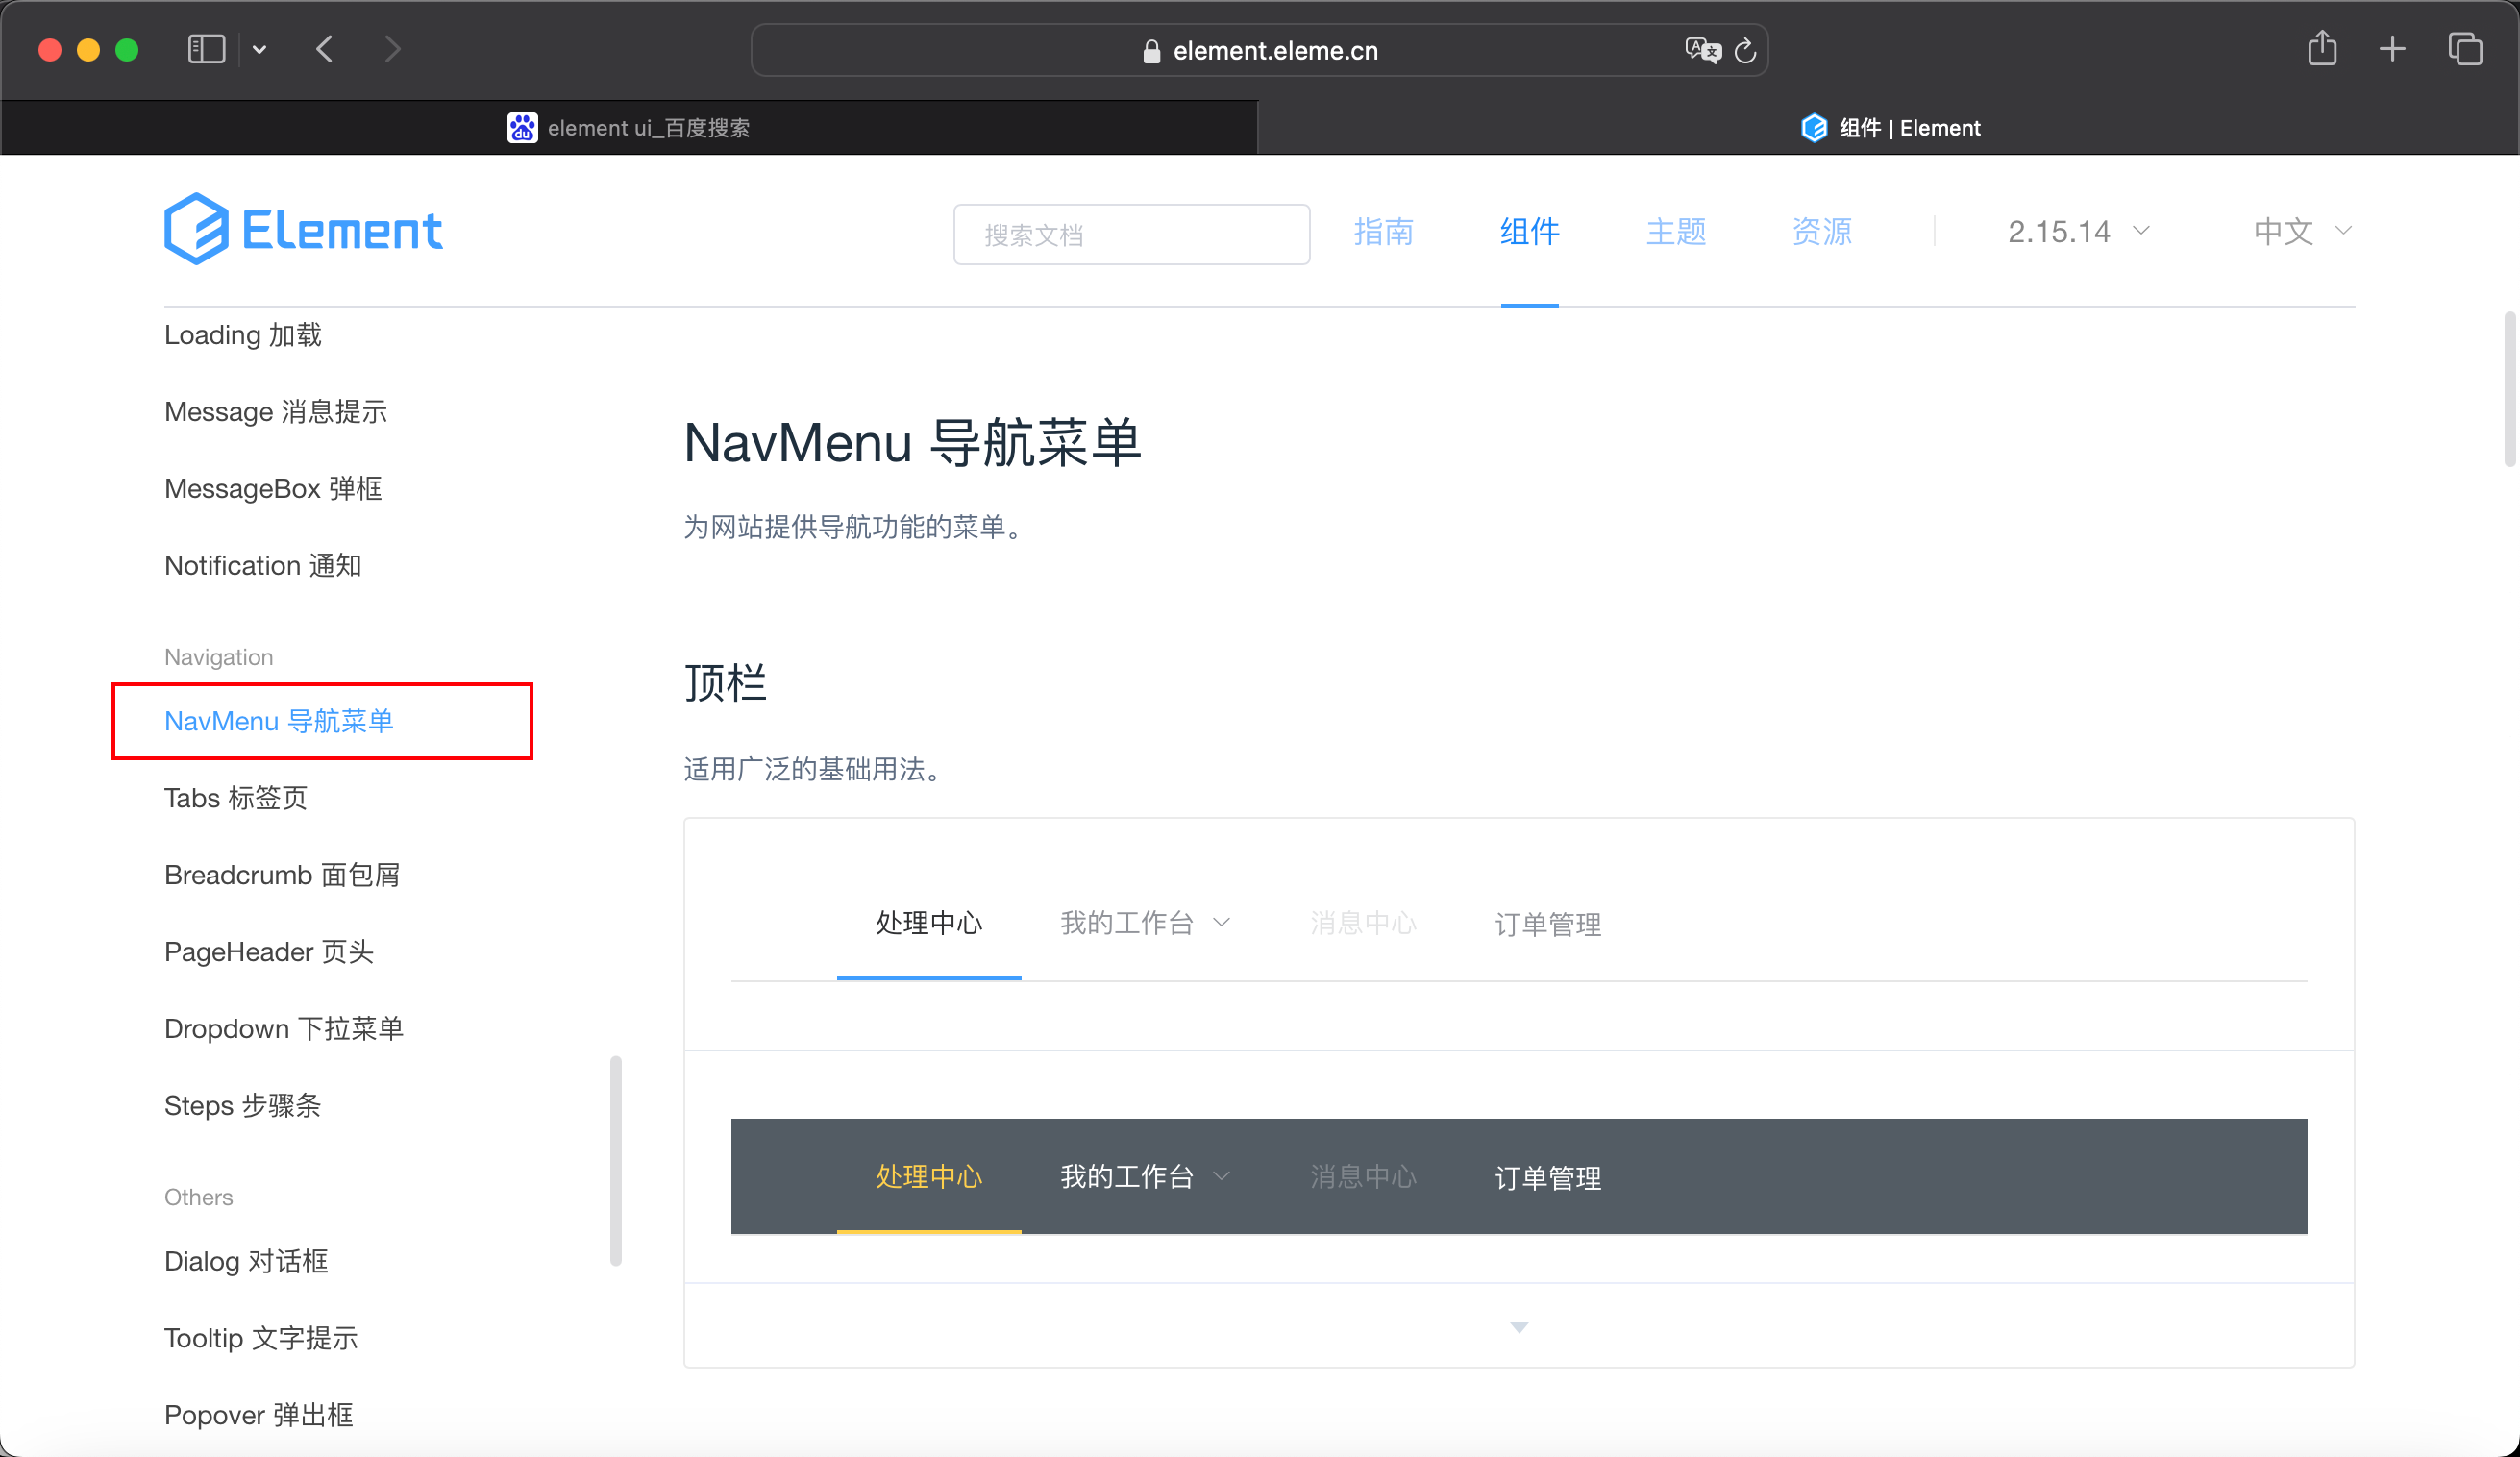 element.eleme.cn
element ui_百度搜索
组件 | Element
Element
搜索文档
指南
组件
主题
资源
2.15.14
中文
Loading 加载
Message 消息提示
MessageBox 弹框
Notification 通知
Navigation
NavMenu 导航菜单
Tabs 标签页
Breadcrumb 面包屑
PageHeader 页头
Dropdown 下拉菜单
Steps 步骤条
Others
Dialog 对话框
Tooltip 文字提示
Popover 弹出框
NavMenu 导航菜单
为网站提供导航功能的菜单。
顶栏
适用广泛的基础用法。
处理中心
我的工作台
消息中心
订单管理
处理中心
我的工作台
消息中心
订单管理